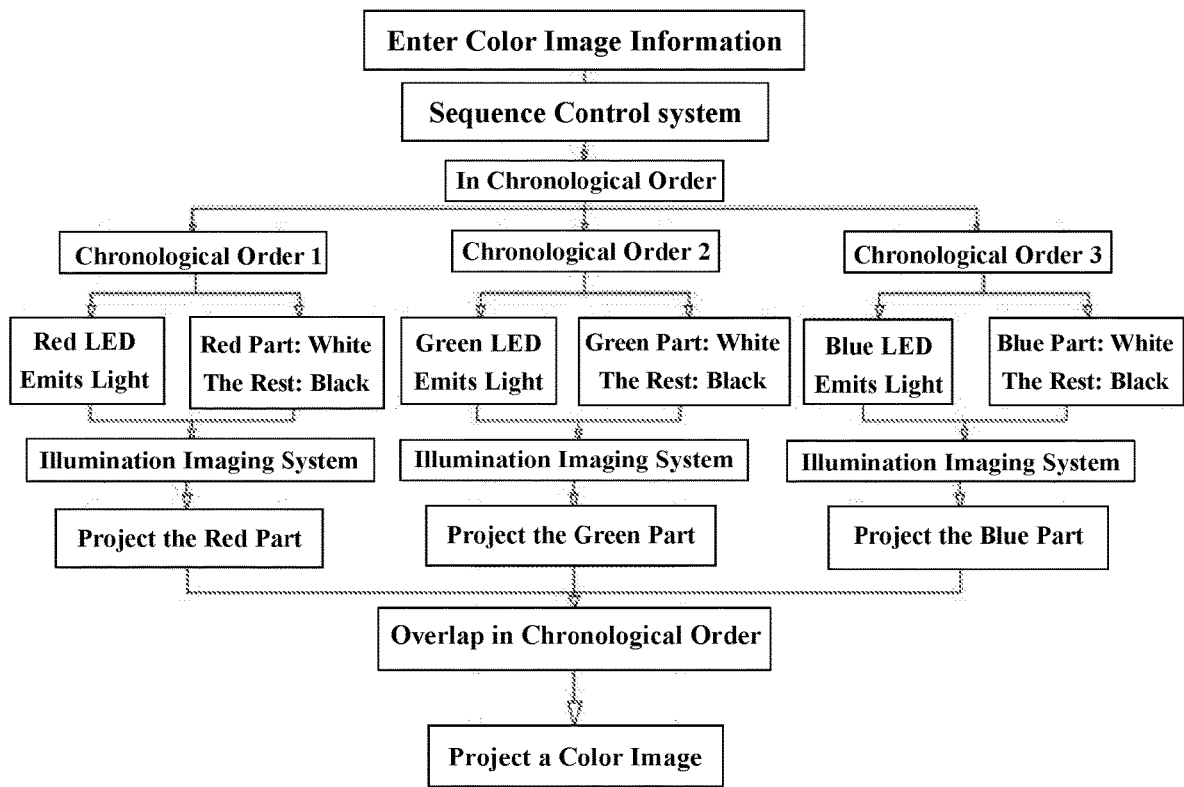 Enter Color Image Information
Sequence Control system
In Chronological Order
Chronological Order 1
Chronological Order 2
Chronological Order 3
Red LED
Emits Light
Red Part: White
The Rest: Black
Green LED
Emits Light
Green Part: White
The Rest: Black
Blue LED
Emits Light
Blue Part: White
The Rest: Black
Illumination Imaging System
Illumination Imaging System
Illumination Imaging System
Project the Red Part
Project the Green Part
Project the Blue Part
Overlap in Chronological Order
Project a Color Image